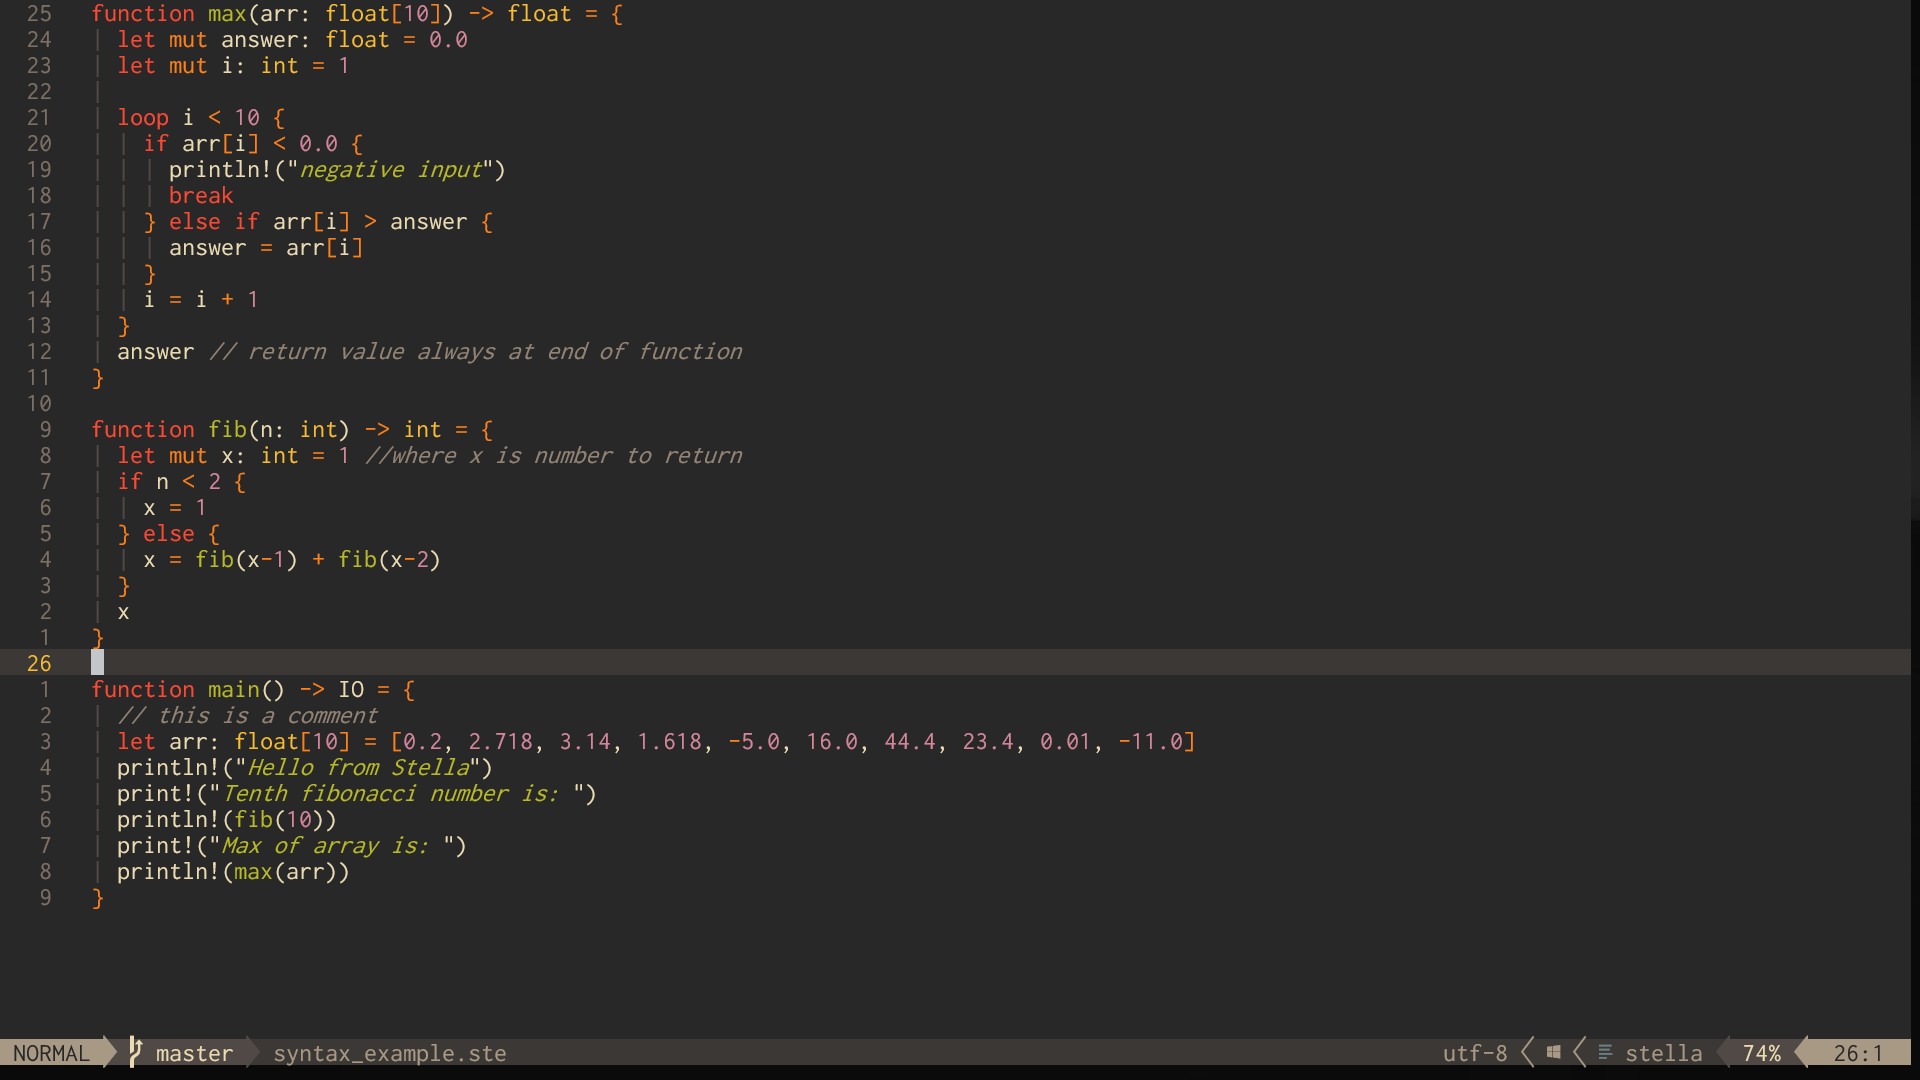 25 function max(arr: float[10]) -> float = {
24 let mut answer: float = 0.0
23 let mut i: int = 1
22
21 loop i < 10 {
20 if arr[i] < 0.0 {
19 println!("negative input")
18 break
17 } else if arr[i] > answer {
16 answer = arr[i]
15 }
14 i = i + 1
13 }
12 answer // return value always at end of function
11 }
10
9 function fib(n: int) -> int = {
8 let mut x: int = 1 //where x is number to return
7 if n < 2 {
6 x = 1
5 } else {
4 x = fib(x-1) + fib(x-2)
3 }
2 x
1 }
26
1 function main() -> IO = {
2 // this is a comment
3 let arr: float[10] = [0.2, 2.718, 3.14, 1.618, -5.0, 16.0, 44.4, 23.4, 0.01, -11.0]
4 println!("Hello from Stella")
5 print!("Tenth fibonacci number is: ")
6 println!(fib(10))
7 print!("Max of array is: ")
8 println!(max(arr))
9 }
NORMAL master syntax_example.ste utf-8 stella 74% 26:1